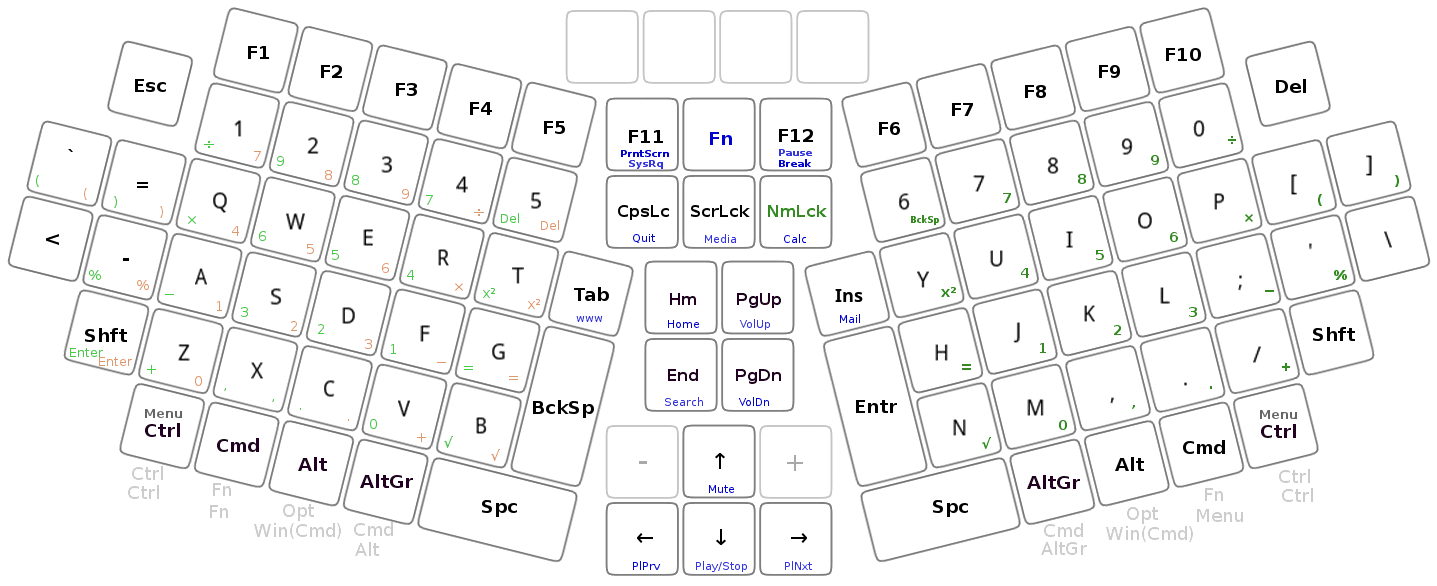 Esc
F1
F2
F3
F4
F5
`
( (
=
) )
1
÷ 7
2
9 8
3
8 9
4
7 ÷
5
Del Del
<
-
% %
Q
× 4
W
6 5
E
5 6
R
4 ×
T
x² x²
Tab
www
Shft
Enter Enter
A
− 1
S
3 2
D
2 3
F
1 −
G
= =
BckSp
Menu
Ctrl
Z
+ 0
X
, ,
C
. .
V
0 +
B
√ √
Cmd
Alt
AltGr
Spc
Ctrl
Ctrl
Fn
Fn
Opt
Win(Cmd)
Cmd
Alt
F11
PrntScrn
SysRq
Fn
F12
Pause
Break
CpsLc
Quit
ScrLck
Media
NmLck
Calc
Hm
Home
PgUp
VolUp
End
Search
PgDn
VolDn
-
↑
Mute
+
←
PlPrv
↓
Play/Stop
→
PlNxt
F6
F7
F8
F9
F10
Del
6
BckSp
7
7
8
8
9
9
0
÷
[
(
]
)
Ins
Mail
Y
x²
U
4
I
5
O
6
P
×
'
%
\
Entr
H
=
J
1
K
2
L
3
;
−
Shft
N
√
M
0
,
,
.
.
/
+
Menu
Ctrl
Spc
AltGr
Alt
Cmd
Cmd
AltGr
Opt
Win(Cmd)
Fn
Menu
Ctrl
Ctrl